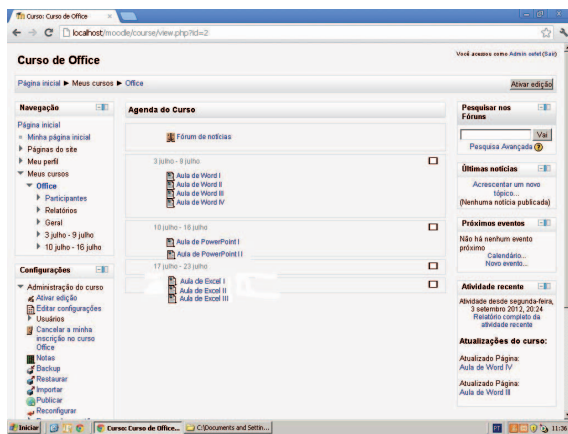 Curso: Curso de Office
localhost/moodle/course/view.php?id=2
Curso de Office
Você acessou como Admin cefet (Sair)
Página inicial ► Meus cursos ► Office
Ativar edição
Navegação
Página inicial
Minha página inicial
Páginas do site
Meu perfil
Meus cursos
Office
Participantes
Relatórios
Geral
3 julho - 9 julho
10 julho - 16 julho
Configurações
Administração do curso
Ativar edição
Editar configurações
Usuários
Cancelar a minha
inscrição no curso
Office
Notas
Backup
Restaurar
Importar
Publicar
Reconfigurar
Agenda do Curso
Fórum de notícias
3 julho - 9 julho
Aula de Word I
Aula de Word II
Aula de Word III
Aula de Word IV
10 julho - 16 julho
Aula de PowerPoint I
Aula de PowerPoint II
17 julho - 23 julho
Aula de Excel I
Aula de Excel II
Aula de Excel III
Pesquisar nos
Fóruns
Vai
Pesquisa Avançada
Últimas notícias
Acrescentar um novo
tópico...
(Nenhuma notícia publicada)
Próximos eventos
Não há nenhum evento
próximo
Calendário...
Novo evento...
Atividade recente
Atividade desde segunda-feira,
3 setembro 2012, 20:24
Relatório completo da
atividade recente
Atualizações do curso:
Atualizado Página:
Aula de Word IV
Atualizado Página:
Aula de Word III
Iniciar
Curso: Curso de Office...
C:\Documents and Settin...
PT
11:36